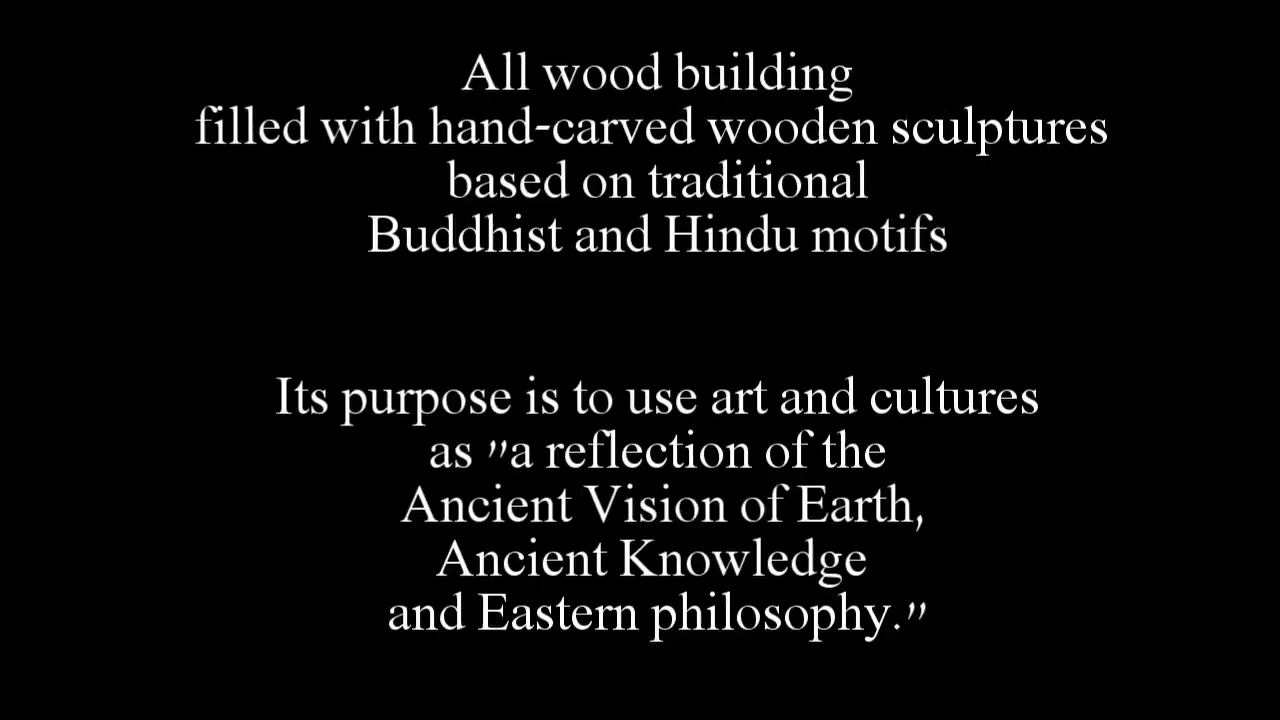 All wood building
filled with hand-carved wooden sculptures
based on traditional
Buddhist and Hindu motifs
Its purpose is to use art and cultures
as "a reflection of the
Ancient Vision of Earth,
Ancient Knowledge
and Eastern philosophy."